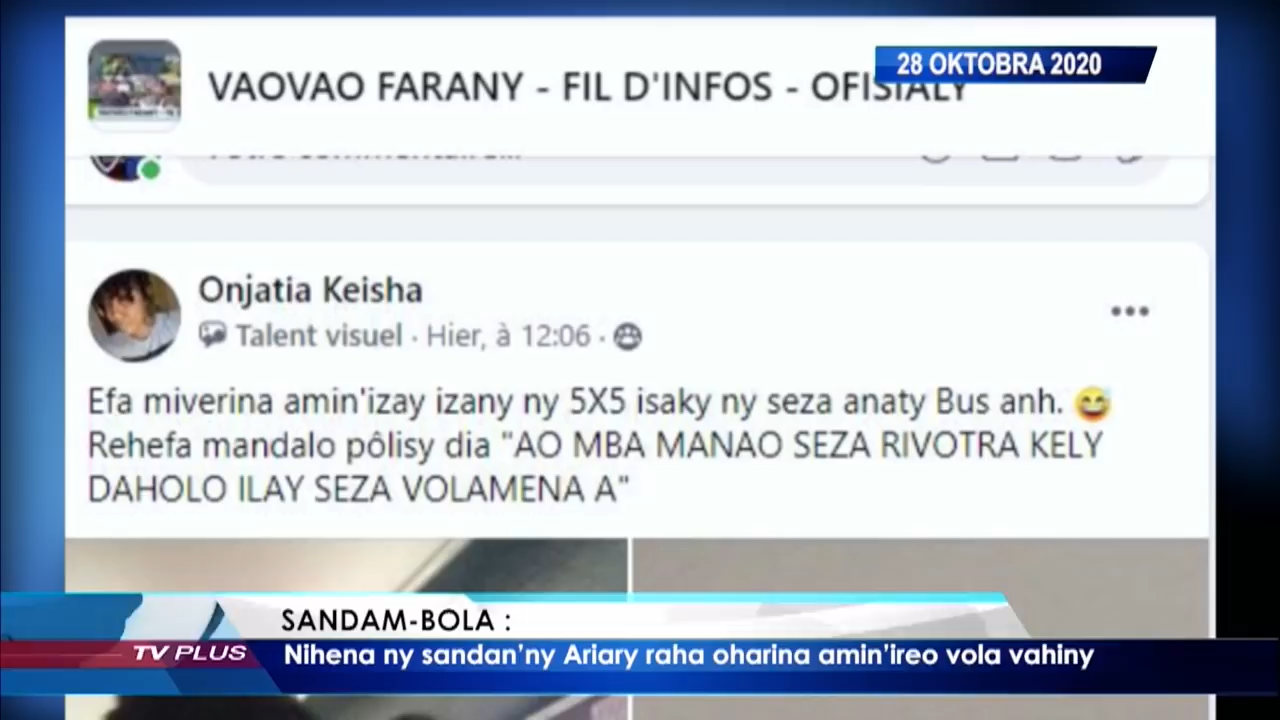 VAOVAO FARANY - FIL D'INFOS - OFISIALY
28 OKTOBRA 2020
Onjatia Keisha
Talent visuel · Hier, à 12:06 ·
Efa miverina amin'izay izany ny 5X5 isaky ny seza anaty Bus anh. 😅
Rehefa mandalo pôlisy dia "AO MBA MANAO SEZA RIVOTRA KELY
DAHOLO ILAY SEZA VOLAMENA A"
SANDAM-BOLA :
TV PLUS
Nihena ny sandan'ny Ariary raha oharina amin'ireo vola vahiny